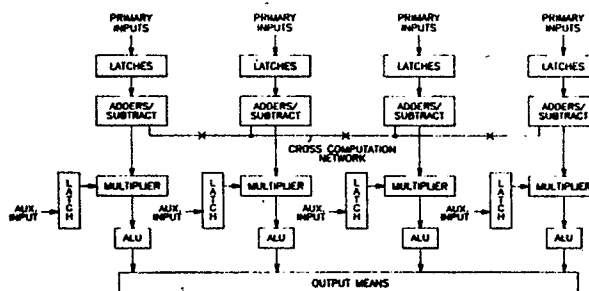 PRIMARY INPUTS PRIMARY INPUTS PRIMARY INPUTS PRIMARY INPUTS
LATCHES LATCHES LATCHES LATCHES
ADDERS/ SUBTRACT ADDERS/ SUBTRACT ADDERS/ SUBTRACT ADDERS/ SUBTRACT
CROSS COMPUTATION
NETWORK
LATCH MULTIPLIER LATCH MULTIPLIER LATCH MULTIPLIER LATCH MULTIPLIER
AUX. INPUT AUX. INPUT AUX. INPUT AUX. INPUT
ALU ALU ALU ALU
OUTPUT MEANS